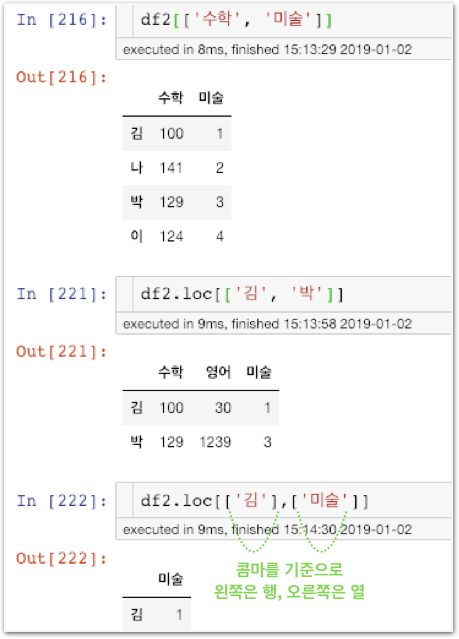 In [216]: df2[['수학', '미술']]
executed in 8ms, finished 15:13:29 2019-01-02
Out[216]:
수학 미술
김 100 1
나 141 2
박 129 3
이 124 4
In [221]: df2.loc[['김', '박']]
executed in 9ms, finished 15:13:58 2019-01-02
Out[221]:
수학 영어 미술
김 100 30 1
박 129 1239 3
In [222]: df2.loc[['김'],['미술']]
executed in 9ms, finished 15:14:30 2019-01-02
Out[222]:
콤마를 기준으로
왼쪽은 행, 오른쪽은 열
미술
김 1